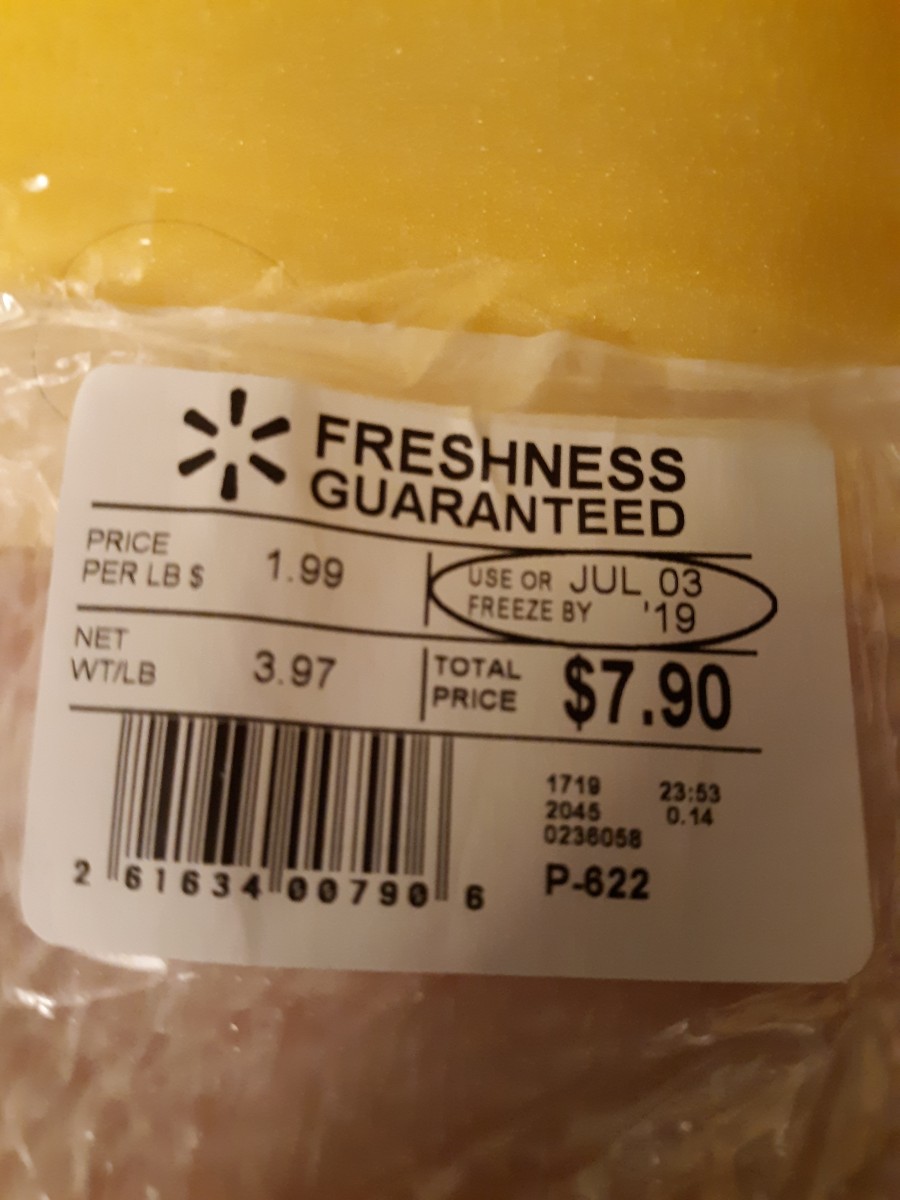 FRESHNESS
GUARANTEED
PRICE
PER LB $ 1.99
USE OR JUL 03
FREEZE BY '19
NET
WT/LB 3.97
TOTAL
PRICE $7.90
1719 23:53
2045 0.14
0236058
P-622
2 61634 00790 6